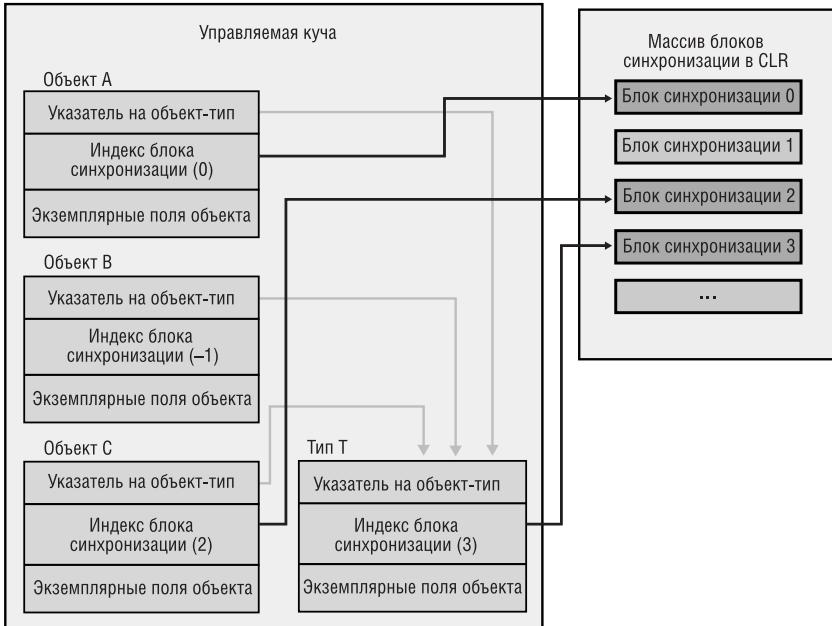 Управляемая куча
Объект A
Указатель на объект-тип
Индекс блока
синхронизации (0)
Экземплярные поля объекта
Объект B
Указатель на объект-тип
Индекс блока
синхронизации (–1)
Экземплярные поля объекта
Объект C
Указатель на объект-тип
Индекс блока
синхронизации (2)
Экземплярные поля объекта
Тип T
Указатель на объект-тип
Индекс блока
синхронизации (3)
Экземплярные поля объекта
Массив блоков
синхронизации в CLR
Блок синхронизации 0
Блок синхронизации 1
Блок синхронизации 2
Блок синхронизации 3
...